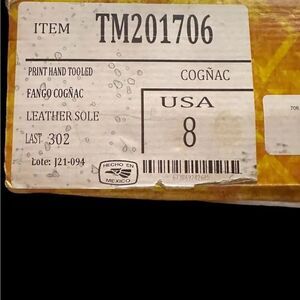 ITEM TM201706
PRINT HAND TOOLED
COGÑAC
FANGO COGÑAC
USA
LEATHER SOLE
8
LAST 302
Lote: J21-094
HECHO EN
MEXICO